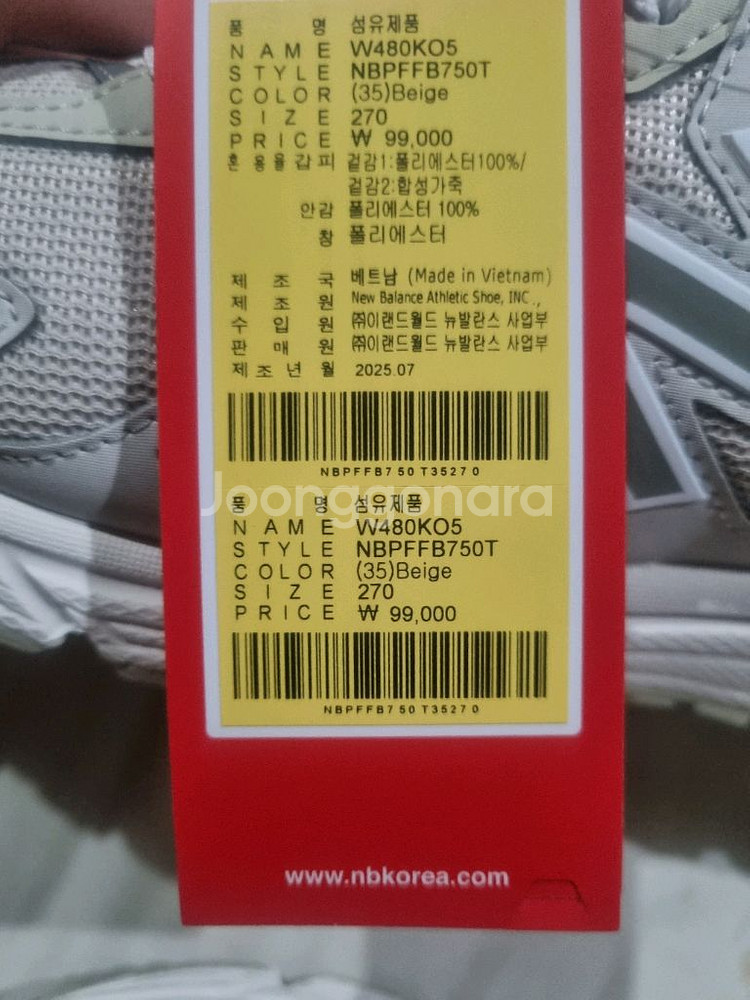 품 명 섬유제품
NAME W480KO5
STYLE NBPFFB750T
COLOR (35)Beige
SIZE 270
PRICE ₩ 99,000
혼용율 갑피 겉감1:폴리에스터100%/
겉감2:합성가죽
안감 폴리에스터 100%
창 폴리에스터
제조국 베트남 (Made in Vietnam)
제조원 New Balance Athletic Shoe, INC.,
수입원 ㈜이랜드월드 뉴발란스 사업부
판매원 ㈜이랜드월드 뉴발란스 사업부
제조년월 2025.07
NBPFFB750T35270
Joonggonara
품 명 섬유제품
NAME W480KO5
STYLE NBPFFB750T
COLOR (35)Beige
SIZE 270
PRICE ₩ 99,000
NBPFFB750T35270
www.nbkorea.com